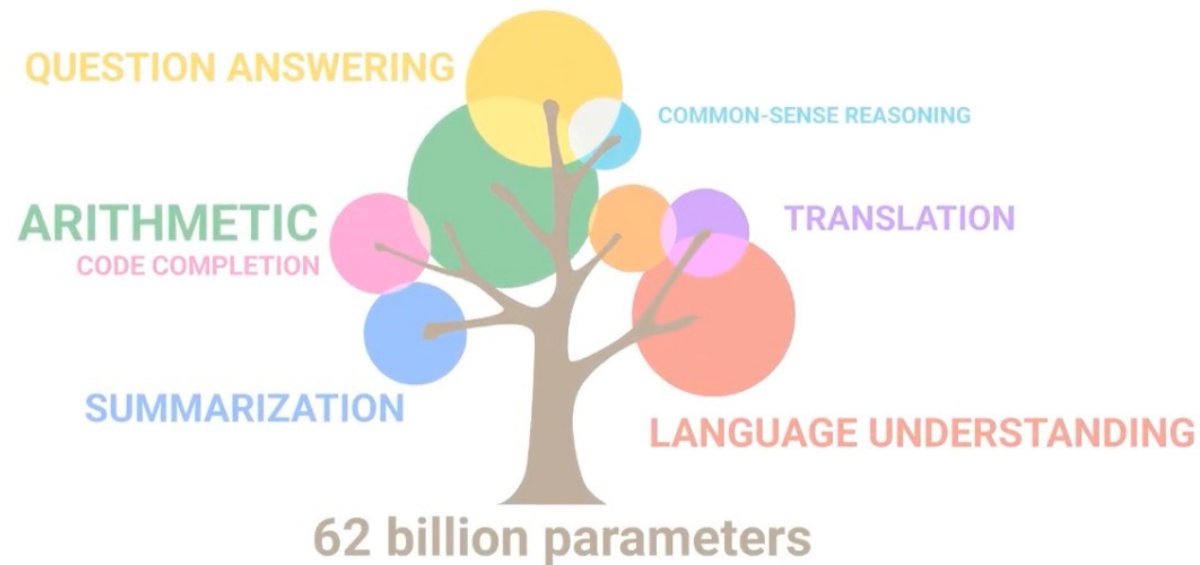 QUESTION ANSWERING
COMMON-SENSE REASONING
ARITHMETIC
TRANSLATION
CODE COMPLETION
SUMMARIZATION
LANGUAGE UNDERSTANDING
62 billion parameters